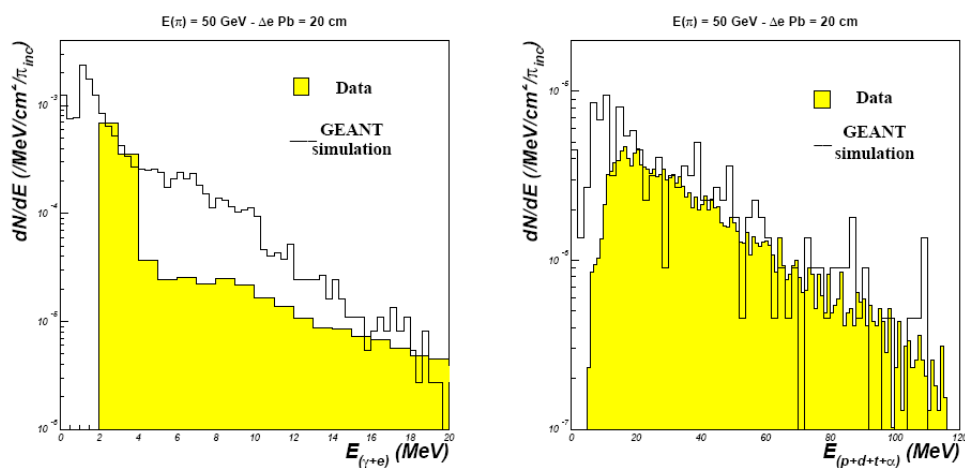 E(π) = 50 GeV - Δe Pb = 20 cm
dN/dE (/MeV/cm²/π_inc)
10⁻³
10⁻⁴
10⁻⁵
10⁻⁶
Data
GEANT
simulation
0 2 4 6 8 10 12 14 16 18 20
E_(γ+e) (MeV)
E(π) = 50 GeV - Δe Pb = 20 cm
dN/dE (/MeV/cm²/π_inc)
10⁻⁵
10⁻⁶
10⁻⁷
Data
GEANT
simulation
0 20 40 60 80 100 120
E_(p+d+t+α) (MeV)